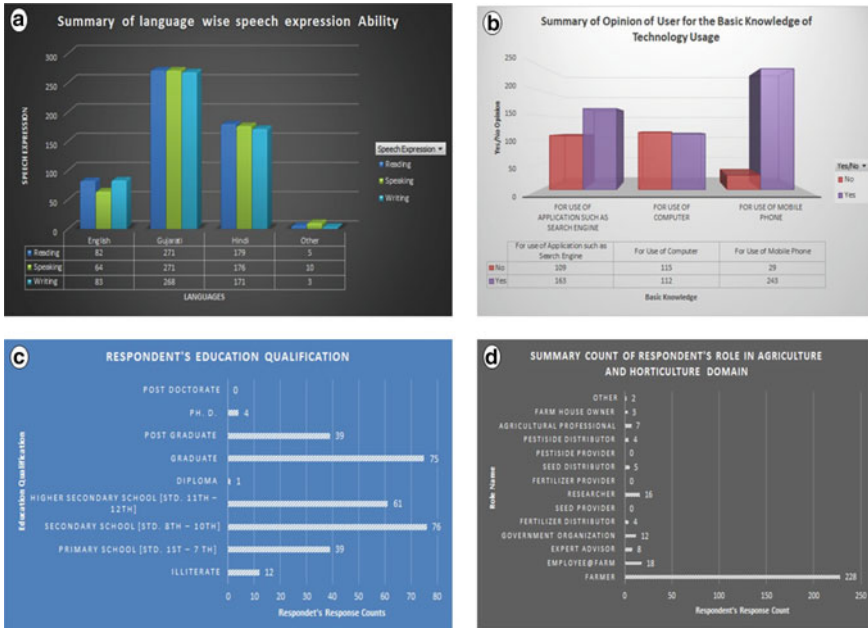 a
Summary of language wise speech expression Ability
300
250
200
150
100
50
0
SPEECH EXPRESSION
Speech Expression
Reading
Speaking
Writing
English Gujarati Hindi Other
Reading 82 271 179 5
Speaking 64 271 176 10
Writing 83 268 171 3
LANGUAGES
b
Summary of Opinion of User for the Basic Knowledge of
Technology Usage
250
200
150
100
50
0
Yes/No Opinion
Yes/No
No
Yes
FOR USE OF
APPLICATION SUCH AS
SEARCH ENGINE
FOR USE OF
COMPUTER
FOR USE OF MOBILE
PHONE
For use of Application such as
Search Engine
For Use of Computer
For Use of Mobile Phone
No 109 115 29
Yes 163 112 243
Basic Knowledge
c
RESPONDENT'S EDUCATION QUALIFICATION
Education Qualification
POST DOCTORATE 0
PH. D. 4
POST GRADUATE 39
GRADUATE 75
DIPLOMA 1
HIGHER SECONDARY SCHOOL [STD. 11TH –
12TH] 61
SECONDARY SCHOOL [STD. 8TH – 10TH] 76
PRIMARY SCHOOL [STD. 1ST – 7 TH] 39
ILLITERATE 12
0 10 20 30 40 50 60 70 80
Respondet's Response Counts
d
SUMMARY COUNT OF RESPONDENT'S ROLE IN AGRICULTURE
AND HORTICULTURE DOMAIN
Role Name
OTHER 2
FARM HOUSE OWNER 3
AGRICULTURAL PROFESSIONAL 7
PESTISIDE DISTRIBUTOR 4
PESTISIDE PROVIDER 0
SEED DISTRIBUTOR 5
FERTILIZER PROVIDER 0
RESEARCHER 16
SEED PROVIDER 0
FERTILIZER DISTRIBUTOR 4
GOVERNMENT ORGANIZATION 12
EXPERT ADVISOR 8
EMPLOYEE@FARM 18
FARMER 228
0 50 100 150 200 250
Respondent's Response Count